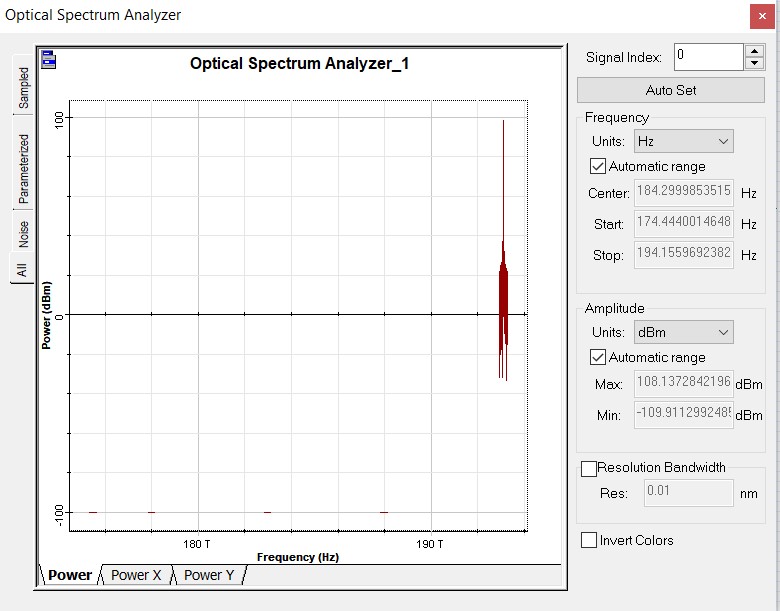 Optical Spectrum Analyzer
Optical Spectrum Analyzer_1
Sampled
Parameterized
Noise
All
Power (dBm)
100
0
-100
180 T
190 T
Frequency (Hz)
Power
Power X
Power Y
Signal Index:
0
Auto Set
Frequency
Units:
Hz
Automatic range
Center:
184.2999853515
Hz
Start:
174.4440014648
Hz
Stop:
194.1559692382
Hz
Amplitude
Units:
dBm
Automatic range
Max:
108.1372842196
dBm
Min:
-109.911299248
dBm
Resolution Bandwidth
Res:
0.01
nm
Invert Colors